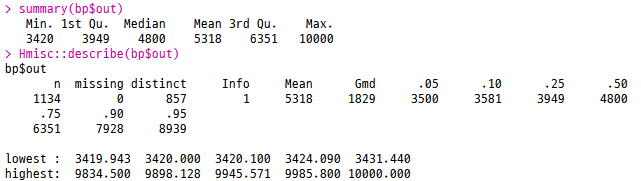 > summary(bp$out)
Min. 1st Qu. Median Mean 3rd Qu. Max.
3420 3949 4800 5318 6351 10000
> Hmisc::describe(bp$out)
bp$out
n missing distinct Info Mean Gmd .05 .10 .25 .50
1134 0 857 1 5318 1829 3500 3581 3949 4800
.75 .90 .95
6351 7928 8939
lowest : 3419.943 3420.000 3420.100 3424.090 3431.440
highest: 9834.500 9898.128 9945.571 9985.800 10000.000